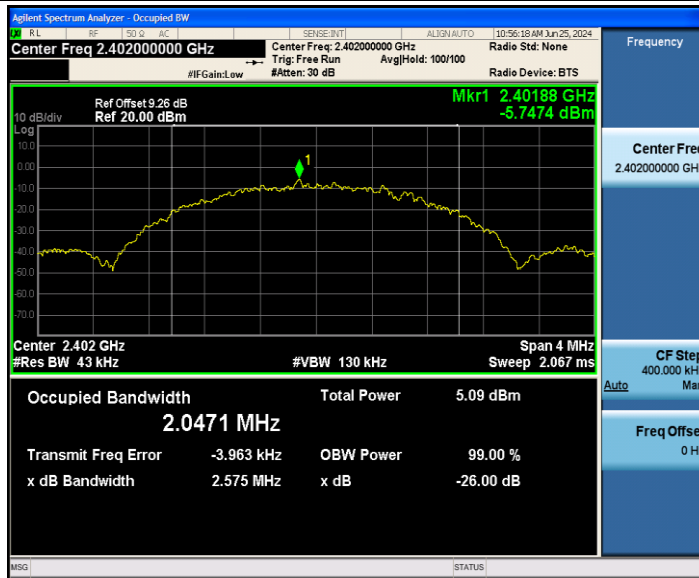 Agilent Spectrum Analyzer - Occupied BW
RL RF 50 Ω AC SENSE:INT ALIGN AUTO 10:56:18 AM Jun 25, 2024
Center Freq 2.402000000 GHz
Center Freq: 2.402000000 GHz
Radio Std: None
Trig: Free Run Avg|Hold: 100/100
#IFGain:Low #Atten: 30 dB Radio Device: BTS
Frequency
Ref Offset 9.26 dB
Mkr1 2.40188 GHz
10 dB/div Ref 20.00 dBm
-5.7474 dBm
Log
10.0
0.00
-10.0
-20.0
-30.0
-40.0
-50.0
-60.0
-70.0
1
Center Fre
2.402000000 GH
Center 2.402 GHz Span 4 MHz
#Res BW 43 kHz #VBW 130 kHz Sweep 2.067 ms
CF Step
400.000 kH
Auto Ma
Occupied Bandwidth Total Power 5.09 dBm
2.0471 MHz
Transmit Freq Error -3.963 kHz OBW Power 99.00 %
x dB Bandwidth 2.575 MHz x dB -26.00 dB
Freq Offse
0 H
MSG STATUS